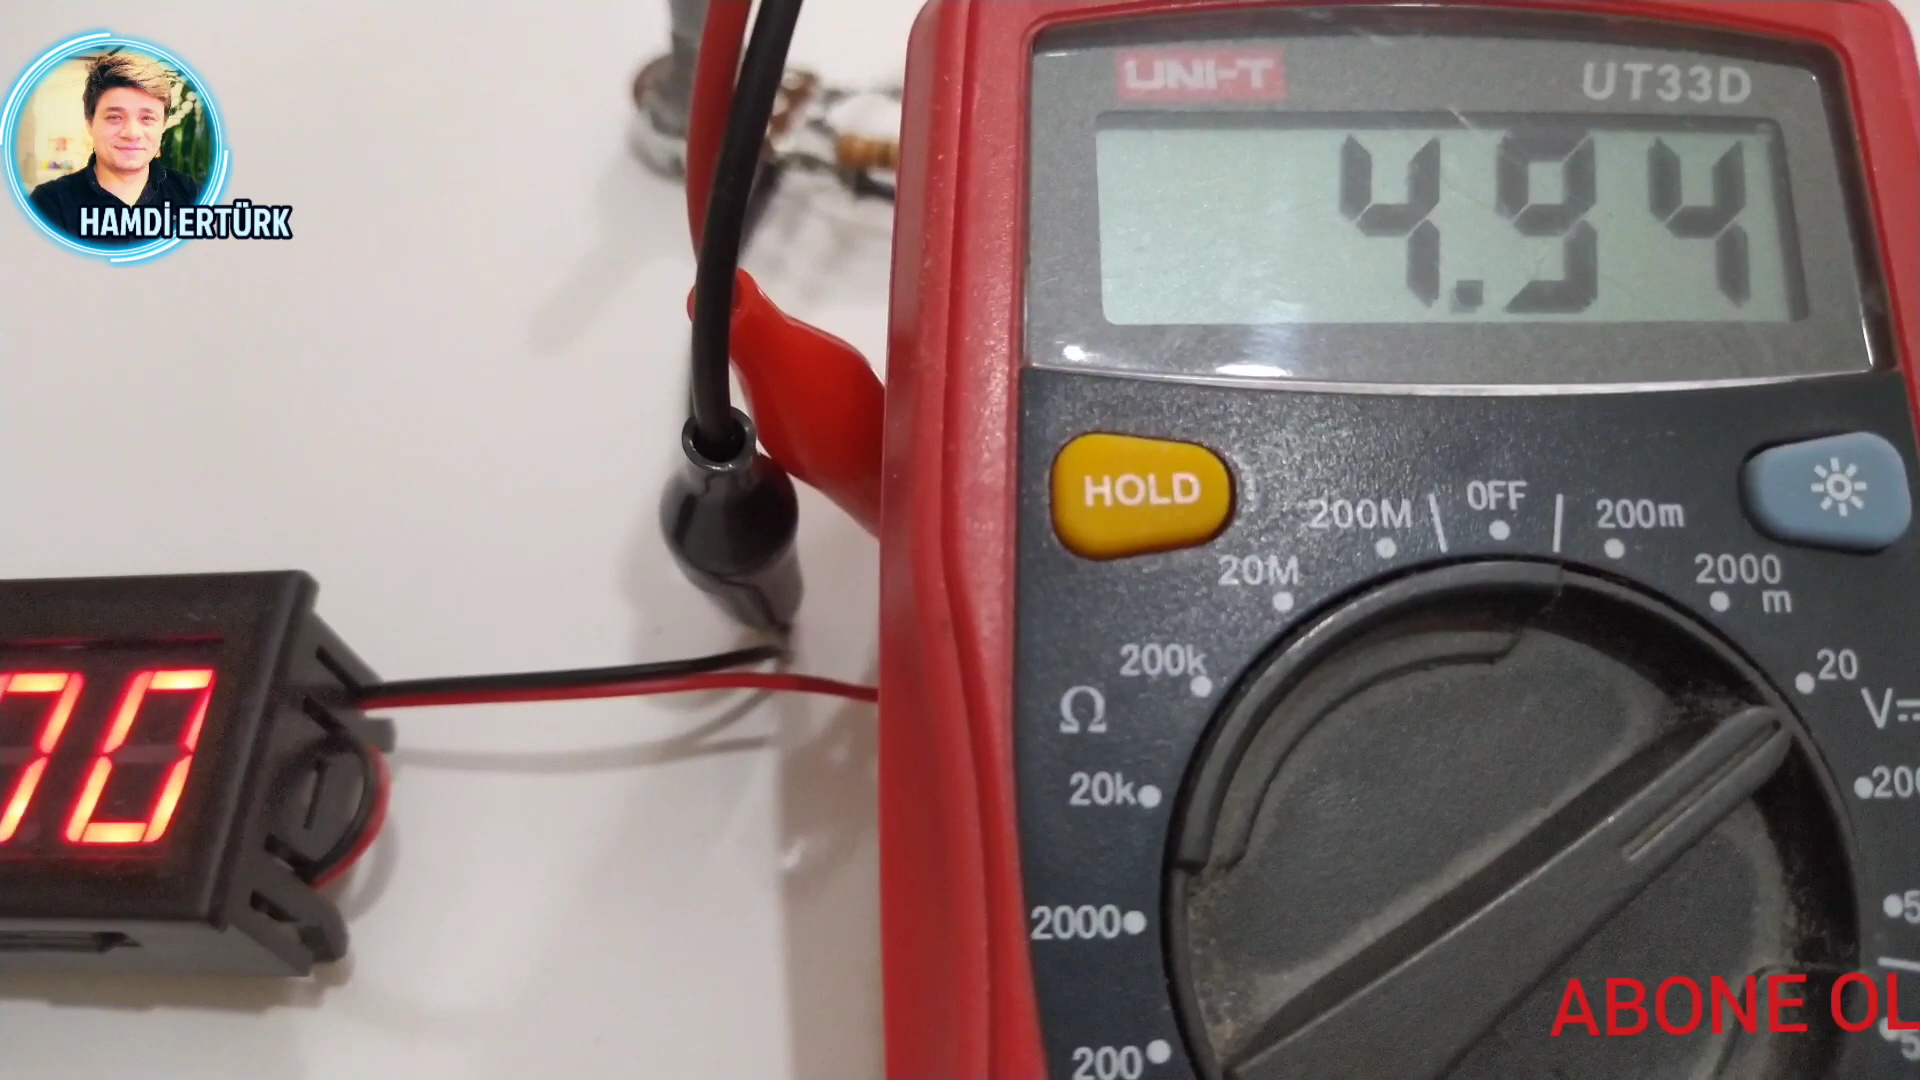 HAMDİ ERTÜRK
UNI-T
UT33D
4.94
HOLD
OFF
200M
200m
20M
2000
m
200k
20
Ω
V
20k
2000
200
70
ABONE OL